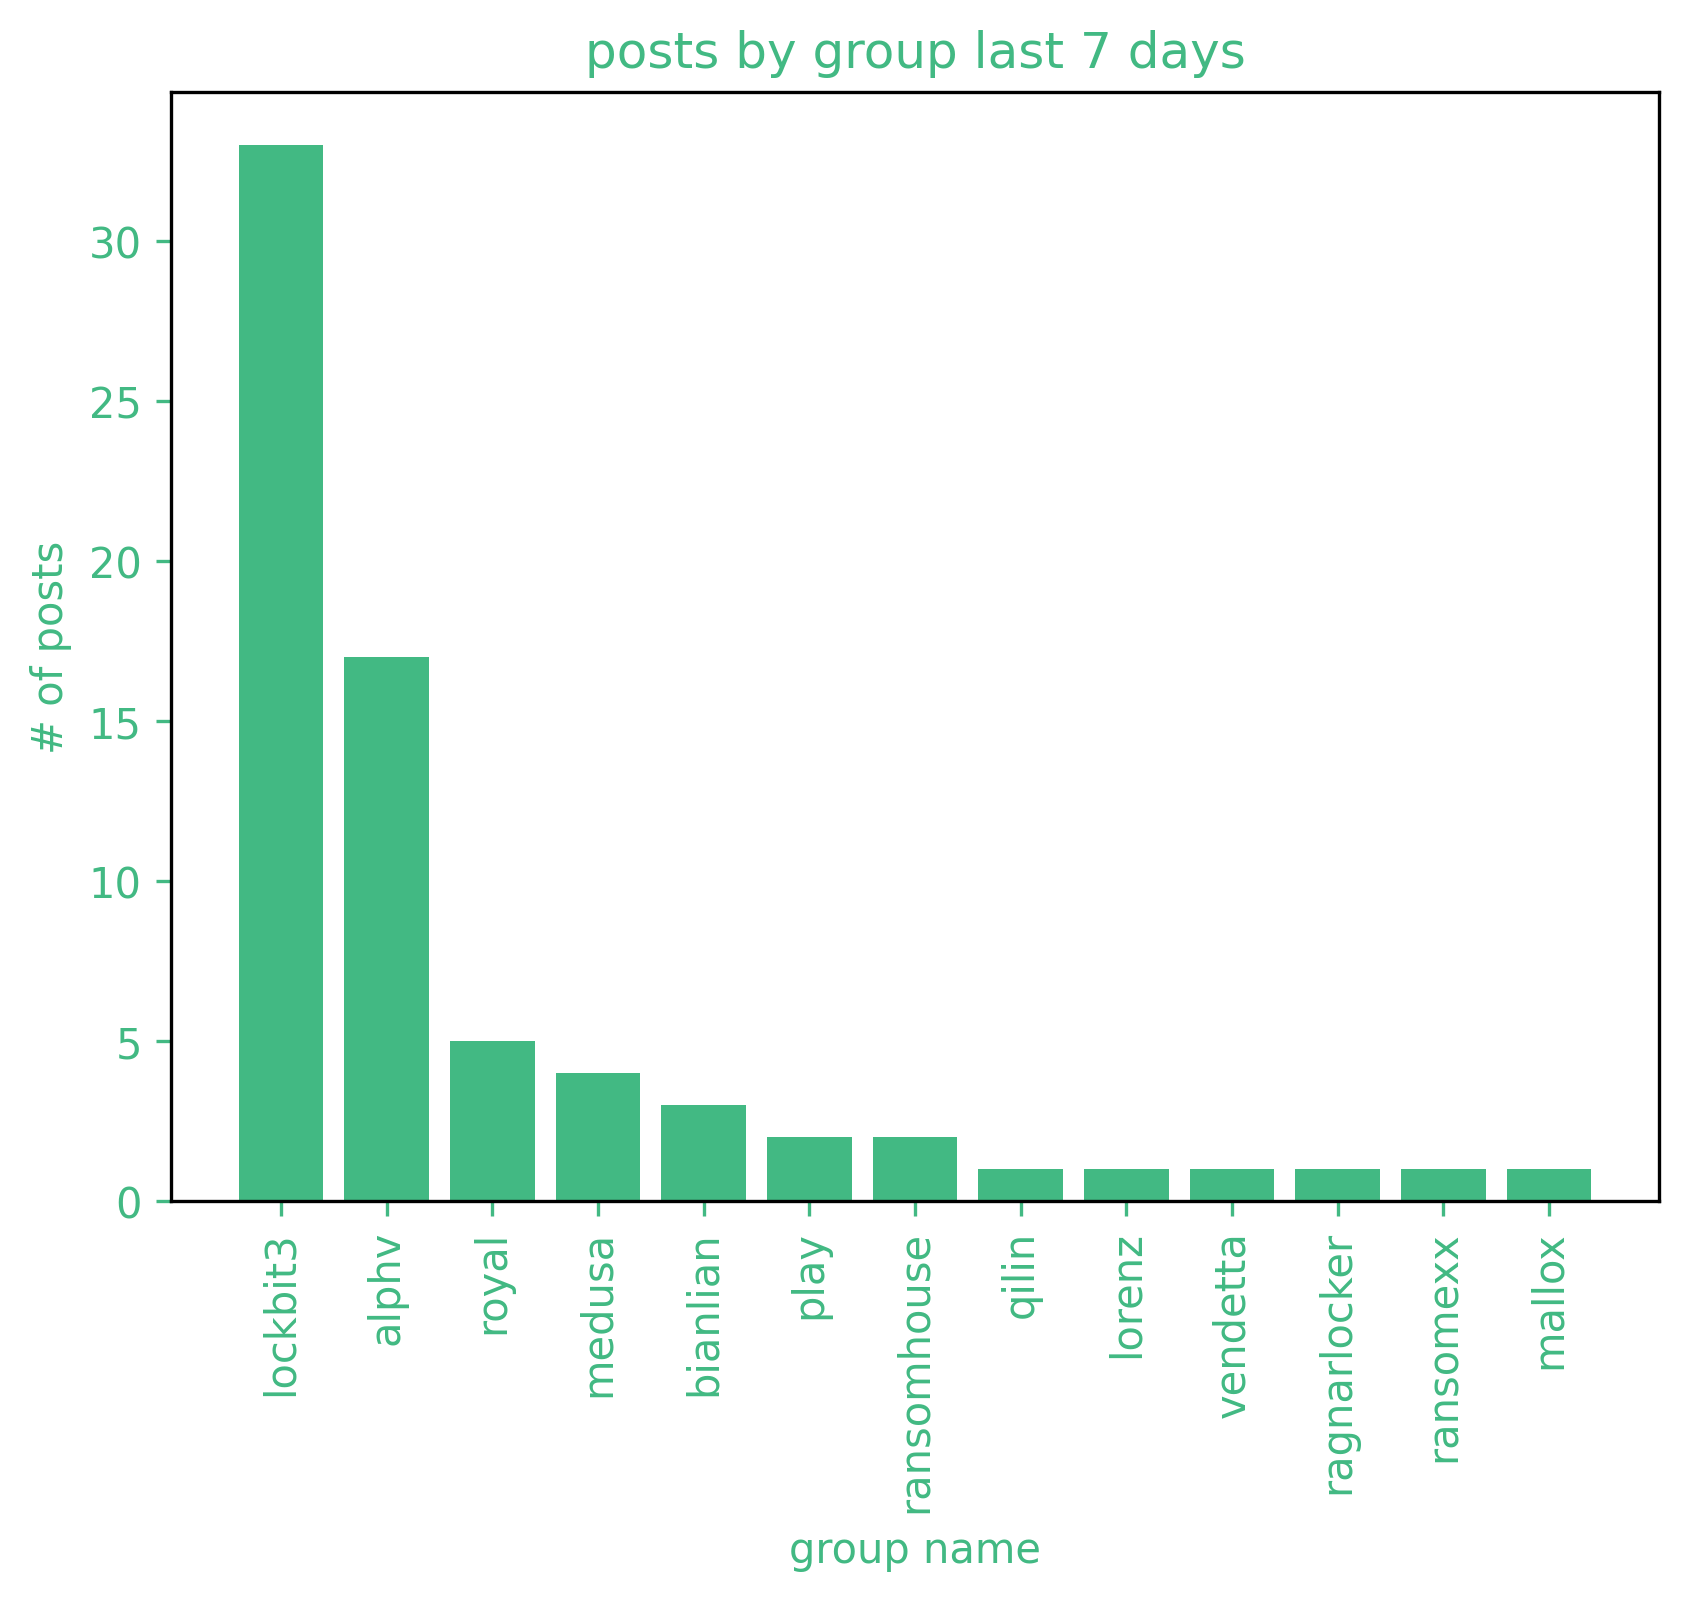 posts by group last 7 days
# of posts
30
25
20
15
10
5
0
lockbit3
alphv
royal
medusa
bianlian
play
ransomhouse
qilin
lorenz
vendetta
ragnarlocker
ransomexx
mallox
group name